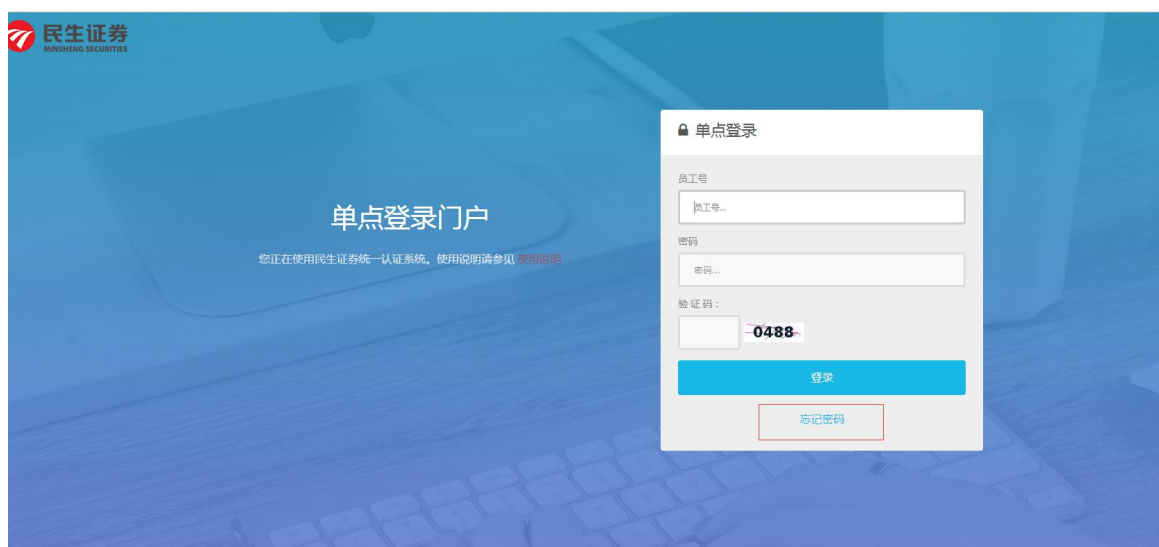 民生证券
MINSHENG SECURITIES
单点登录
员工号
员工号...
单点登录门户
密码
您正在使用民生证券统一认证系统。使用说明请参见 使用说明
密码...
验证码：
0488
登录
忘记密码